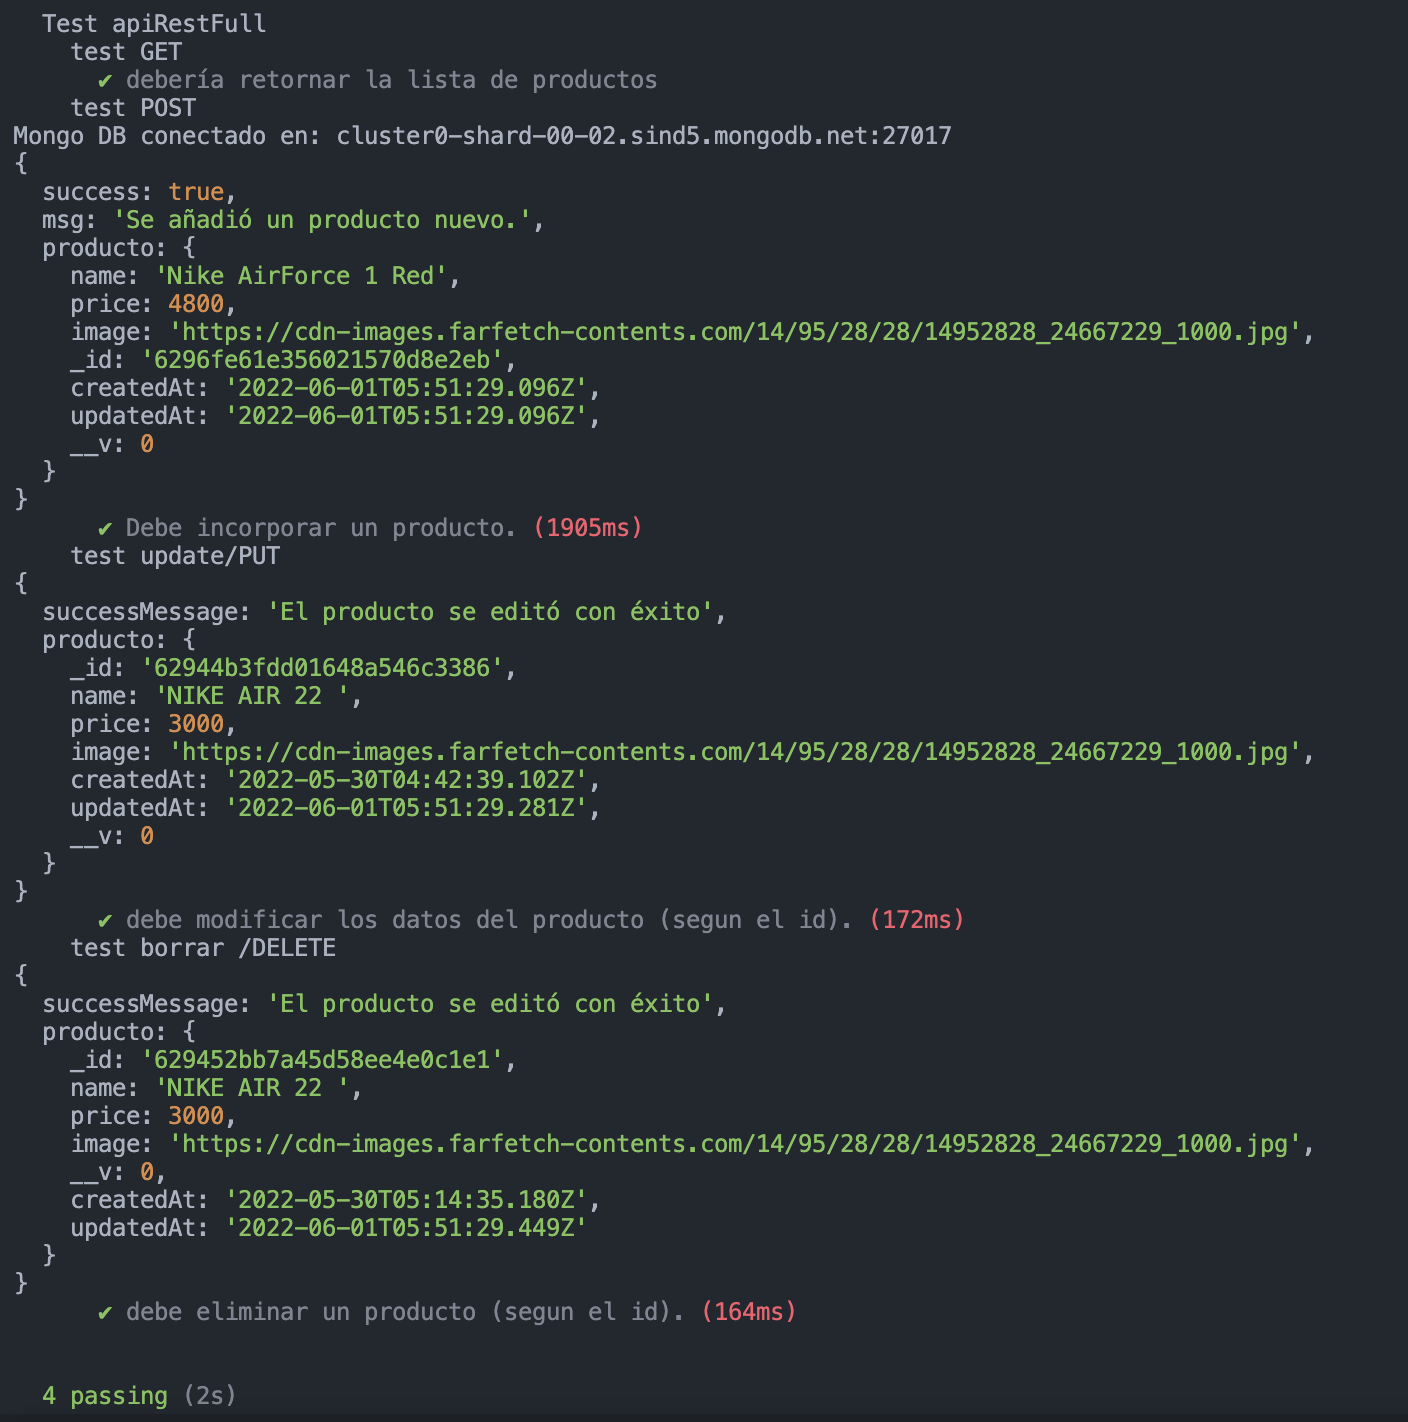 Test apiRestFull
test GET
✔ debería retornar la lista de productos
test POST
Mongo DB conectado en: cluster0-shard-00-02.sind5.mongodb.net:27017
{
success: true,
msg: 'Se añadió un producto nuevo.',
producto: {
name: 'Nike AirForce 1 Red',
price: 4800,
image: 'https://cdn-images.farfetch-contents.com/14/95/28/28/14952828_24667229_1000.jpg',
_id: '6296fe61e356021570d8e2eb',
createdAt: '2022-06-01T05:51:29.096Z',
updatedAt: '2022-06-01T05:51:29.096Z',
__v: 0
}
}
✔ Debe incorporar un producto. (1905ms)
test update/PUT
{
successMessage: 'El producto se editó con éxito',
producto: {
_id: '62944b3fdd01648a546c3386',
name: 'NIKE AIR 22 ',
price: 3000,
image: 'https://cdn-images.farfetch-contents.com/14/95/28/28/14952828_24667229_1000.jpg',
createdAt: '2022-05-30T04:42:39.102Z',
updatedAt: '2022-06-01T05:51:29.281Z',
__v: 0
}
}
✔ debe modificar los datos del producto (segun el id). (172ms)
test borrar /DELETE
{
successMessage: 'El producto se editó con éxito',
producto: {
_id: '629452bb7a45d58ee4e0c1e1',
name: 'NIKE AIR 22 ',
price: 3000,
image: 'https://cdn-images.farfetch-contents.com/14/95/28/28/14952828_24667229_1000.jpg',
__v: 0,
createdAt: '2022-05-30T05:14:35.180Z',
updatedAt: '2022-06-01T05:51:29.449Z'
}
}
✔ debe eliminar un producto (segun el id). (164ms)
4 passing (2s)